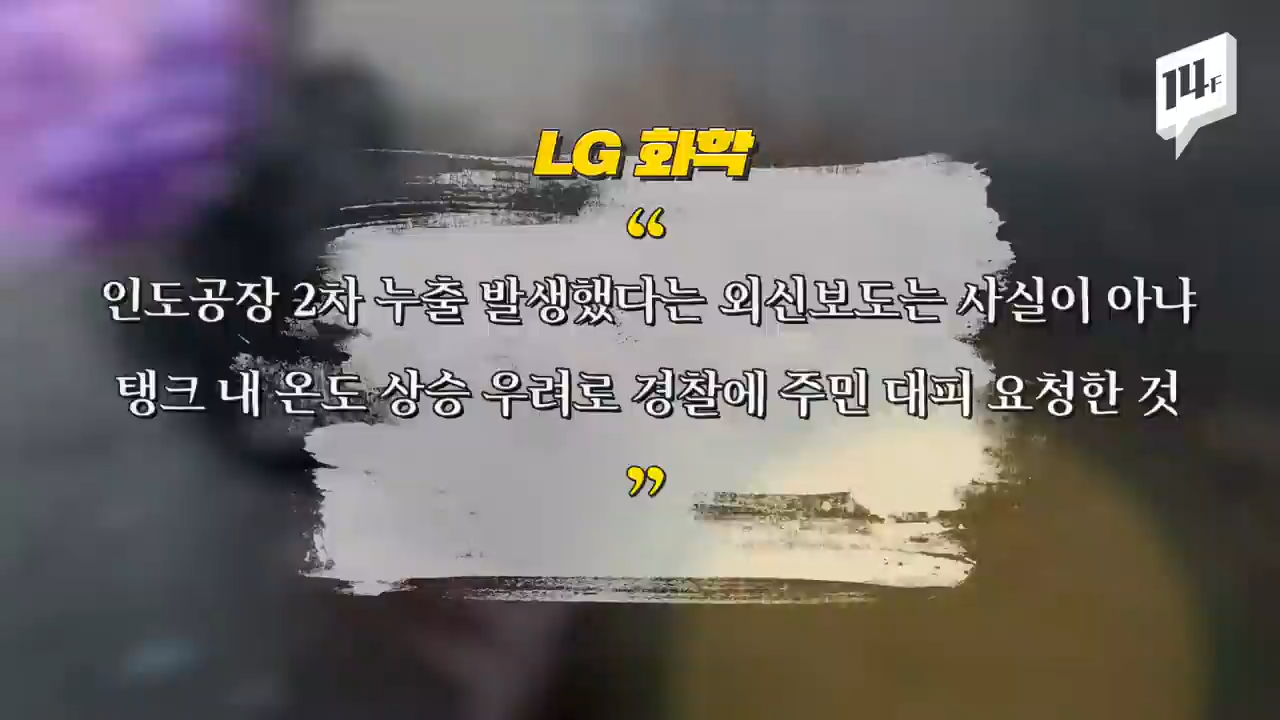 14F
LG 화학
“
인도공장 2차 누출 발생했다는 외신보도는 사실이 아냐
탱크 내 온도 상승 우려로 경찰에 주민 대피 요청한 것
”